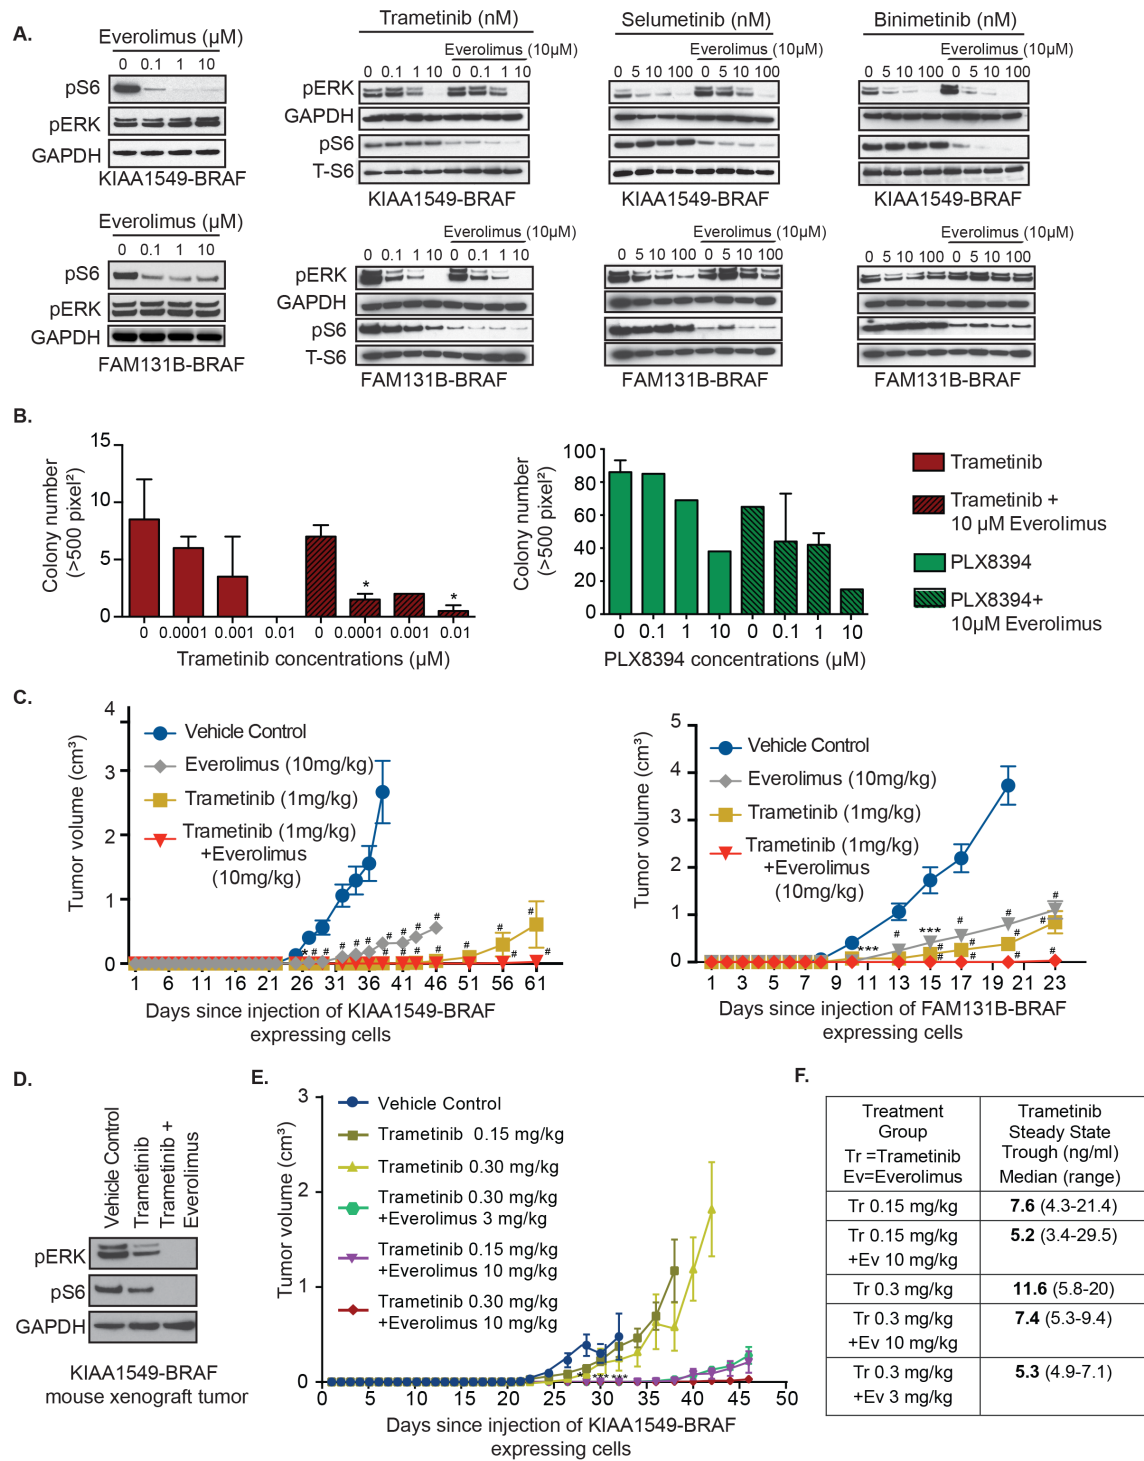 A.
Everolimus (µM)
0 0.1 1 10
pS6
pERK
GAPDH
KIAA1549-BRAF
Everolimus (µM)
0 0.1 1 10
pS6
pERK
GAPDH
FAM131B-BRAF
Trametinib (nM)
Everolimus (10µM)
0 0.1 1 10 0 0.1 1 10
pERK
GAPDH
pS6
T-S6
KIAA1549-BRAF
Selumetinib (nM)
Everolimus (10µM)
0 5 10 100 0 5 10 100
KIAA1549-BRAF
Binimetinib (nM)
Everolimus (10µM)
0 5 10 100 0 5 10 100
KIAA1549-BRAF
Everolimus (10µM)
0 0.1 1 10 0 0.1 1 10
pERK
GAPDH
pS6
T-S6
FAM131B-BRAF
Everolimus (10µM)
0 5 10 100 0 5 10 100
FAM131B-BRAF
Everolimus (10µM)
0 5 10 100 0 5 10 100
FAM131B-BRAF
B.
Colony number
(>500 pixel²)
15
10
5
0
* *
0 0.0001 0.001 0.01 0 0.0001 0.001 0.01
Trametinib concentrations (µM)
Colony number
(>500 pixel²)
100
80
60
40
20
0
0 0.1 1 10 0 0.1 1 10
PLX8394 concentrations (µM)
Trametinib
Trametinib +
10 µM Everolimus
PLX8394
PLX8394+
10µM Everolimus
C.
Tumor volume (cm³)
4
3
2
1
0
Vehicle Control
Everolimus (10mg/kg)
Trametinib (1mg/kg)
Trametinib (1mg/kg)
+Everolimus
(10mg/kg)
* # # # # # # # # # # # # # # # # # #
1 6 11 16 21 26 31 36 41 46 51 56 61
Days since injection of KIAA1549-BRAF
expressing cells
Tumor volume (cm³)
5
4
3
2
1
0
Vehicle Control
Everolimus (10mg/kg)
Trametinib (1mg/kg)
Trametinib (1mg/kg)
+Everolimus
(10mg/kg)
*** # *** # # # # # # # # # #
1 3 5 7 9 11 13 15 17 19 21 23
Days since injection of FAM131B-BRAF
expressing cells
D.
Vehicle Control
Trametinib
Trametinib +
Everolimus
pERK
pS6
GAPDH
KIAA1549-BRAF
mouse xenograft tumor
E.
Tumor volume (cm³)
3
2
1
0
Vehicle Control
Trametinib 0.15 mg/kg
Trametinib 0.30 mg/kg
Trametinib 0.30 mg/kg
+Everolimus 3 mg/kg
Trametinib 0.15 mg/kg
+Everolimus 10 mg/kg
Trametinib 0.30 mg/kg
+Everolimus 10 mg/kg
* *** ***
0 5 10 15 20 25 30 35 40 45 50
Days since injection of KIAA1549-BRAF
expressing cells
F.
Treatment
Group
Tr =Trametinib
Ev=Everolimus
Trametinib
Steady State
Trough (ng/ml)
Median (range)
Tr 0.15 mg/kg
7.6 (4.3-21.4)
Tr 0.15 mg/kg
+Ev 10 mg/kg
5.2 (3.4-29.5)
Tr 0.3 mg/kg
11.6 (5.8-20)
Tr 0.3 mg/kg
+Ev 10 mg/kg
7.4 (5.3-9.4)
Tr 0.3 mg/kg
+Ev 3 mg/kg
5.3 (4.9-7.1)